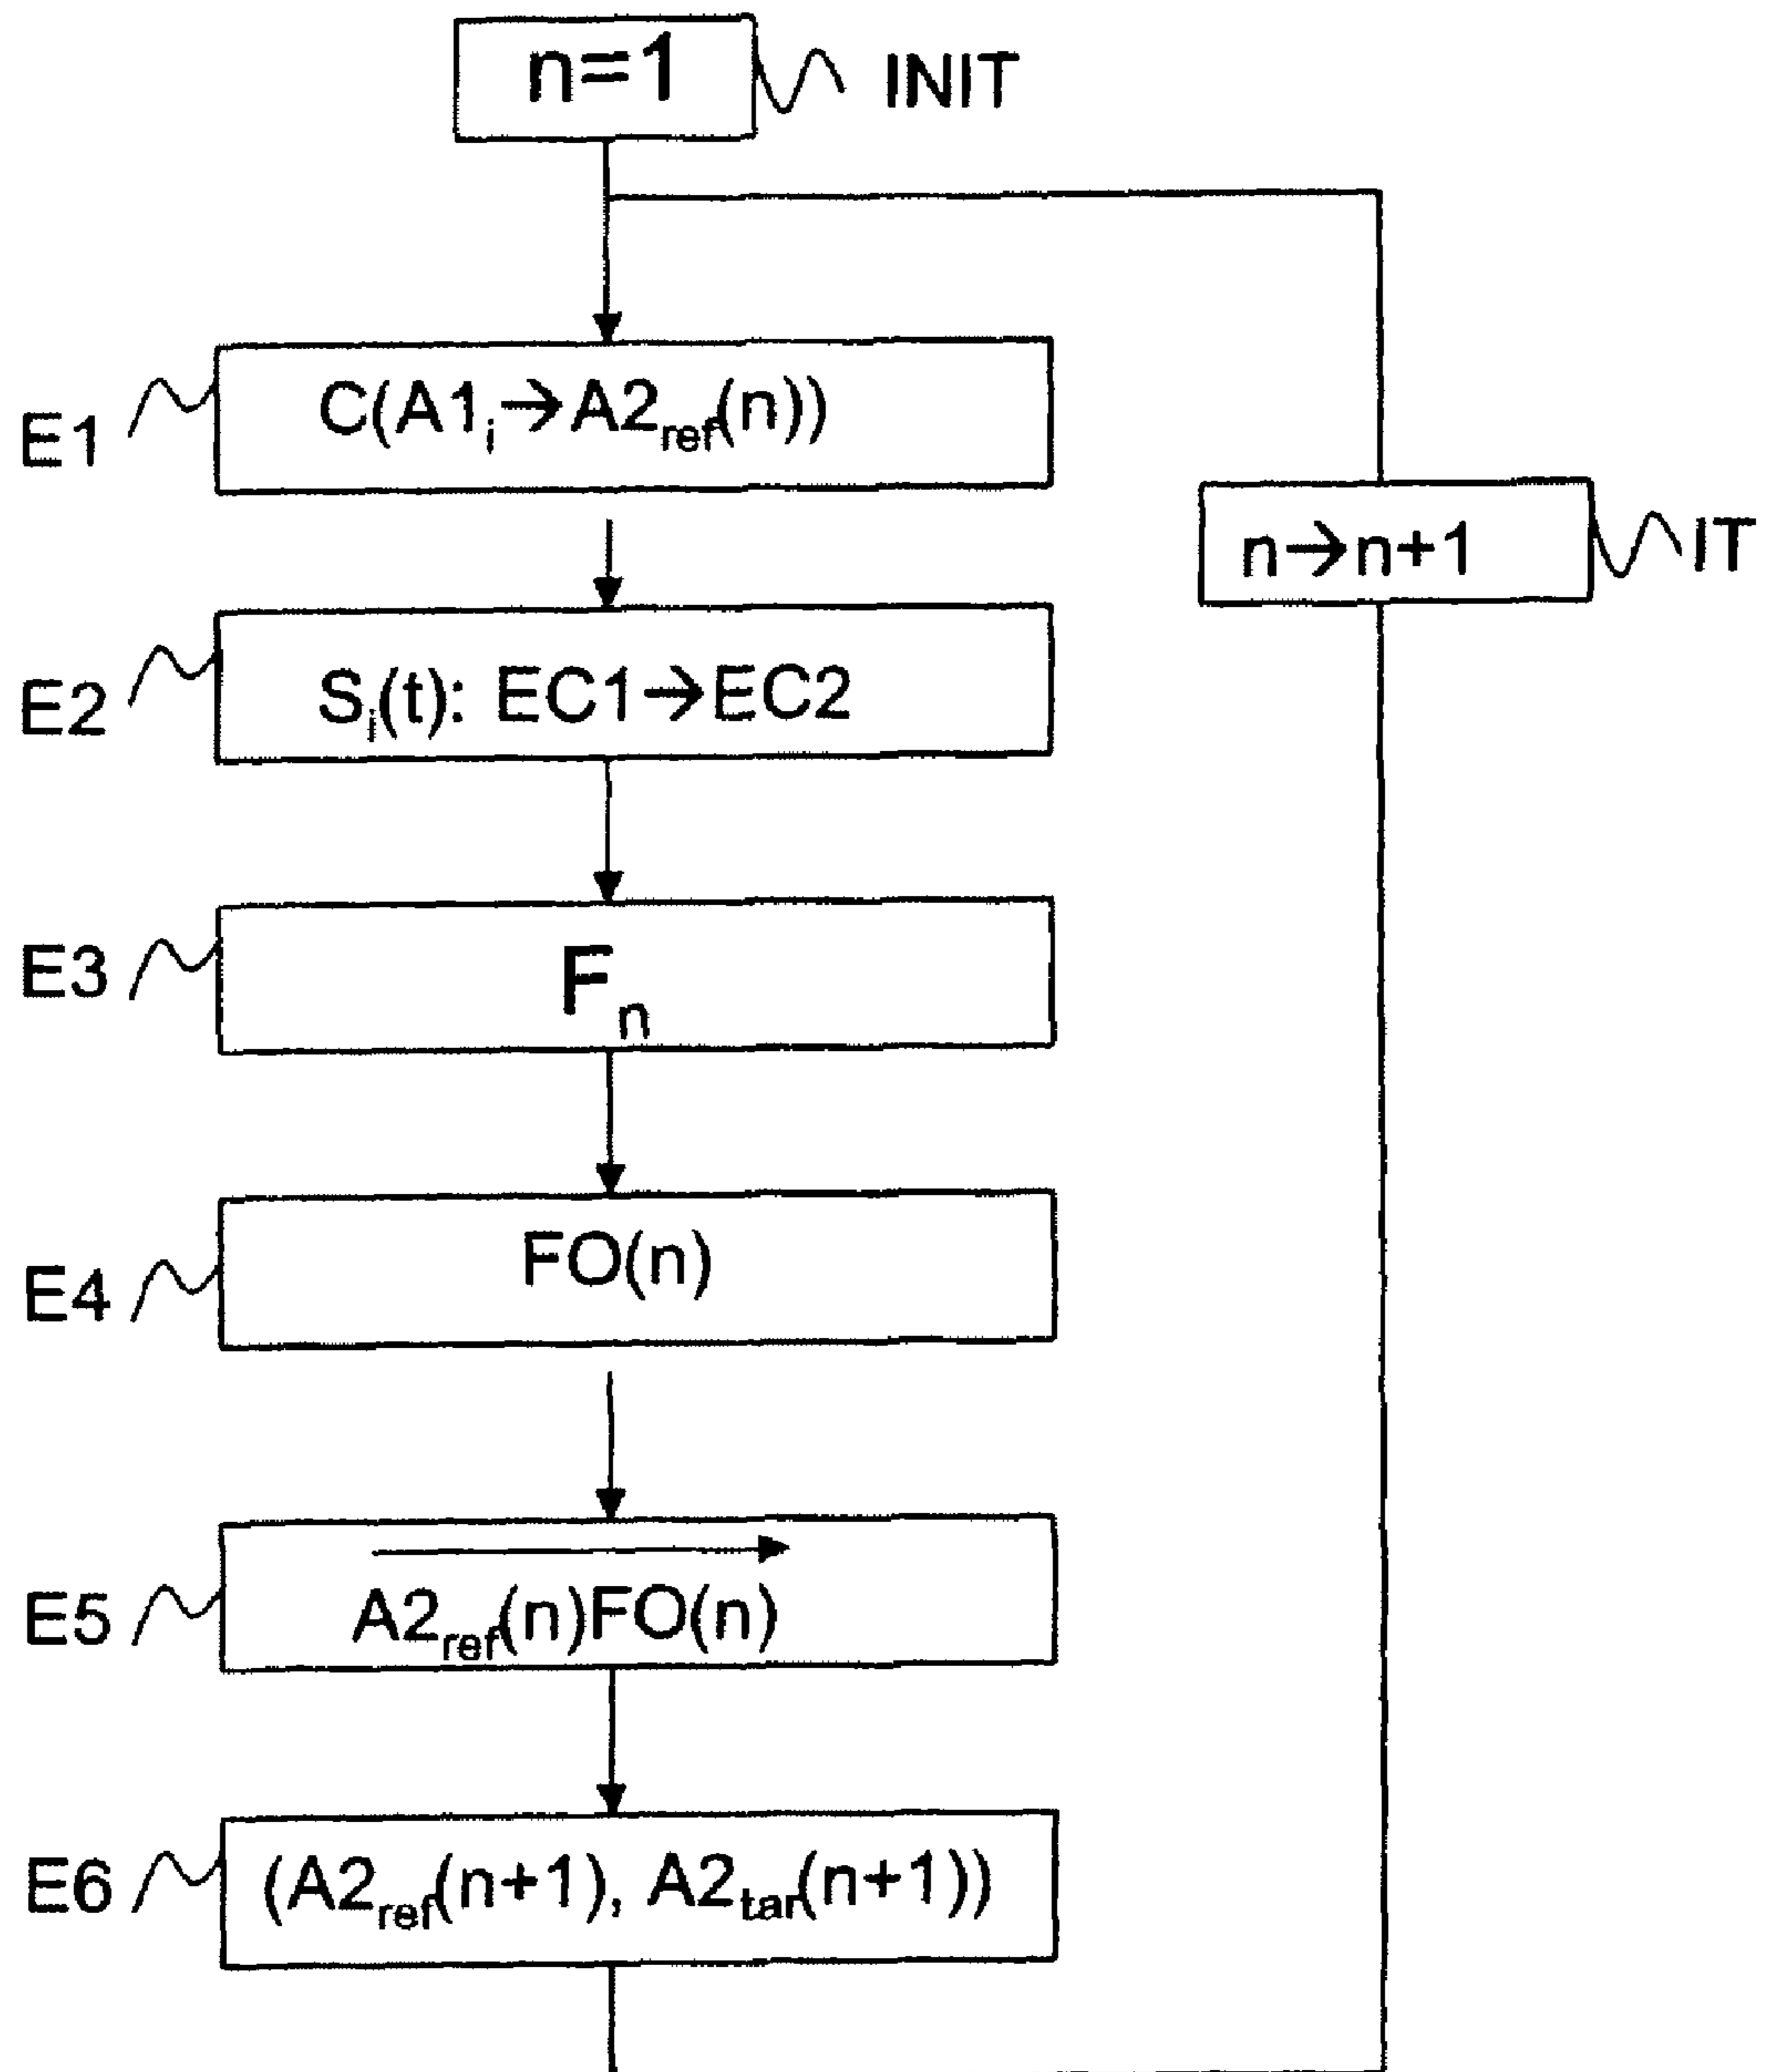 n=1 INIT
E1 C(A1ᵢ→A2ref(n))
n→n+1 IT
E2 Sᵢ(t): EC1→EC2
E3 Fn
E4 FO(n)
E5 A2ref(n)FO(n)
E6 (A2ref(n+1), A2tar(n+1))